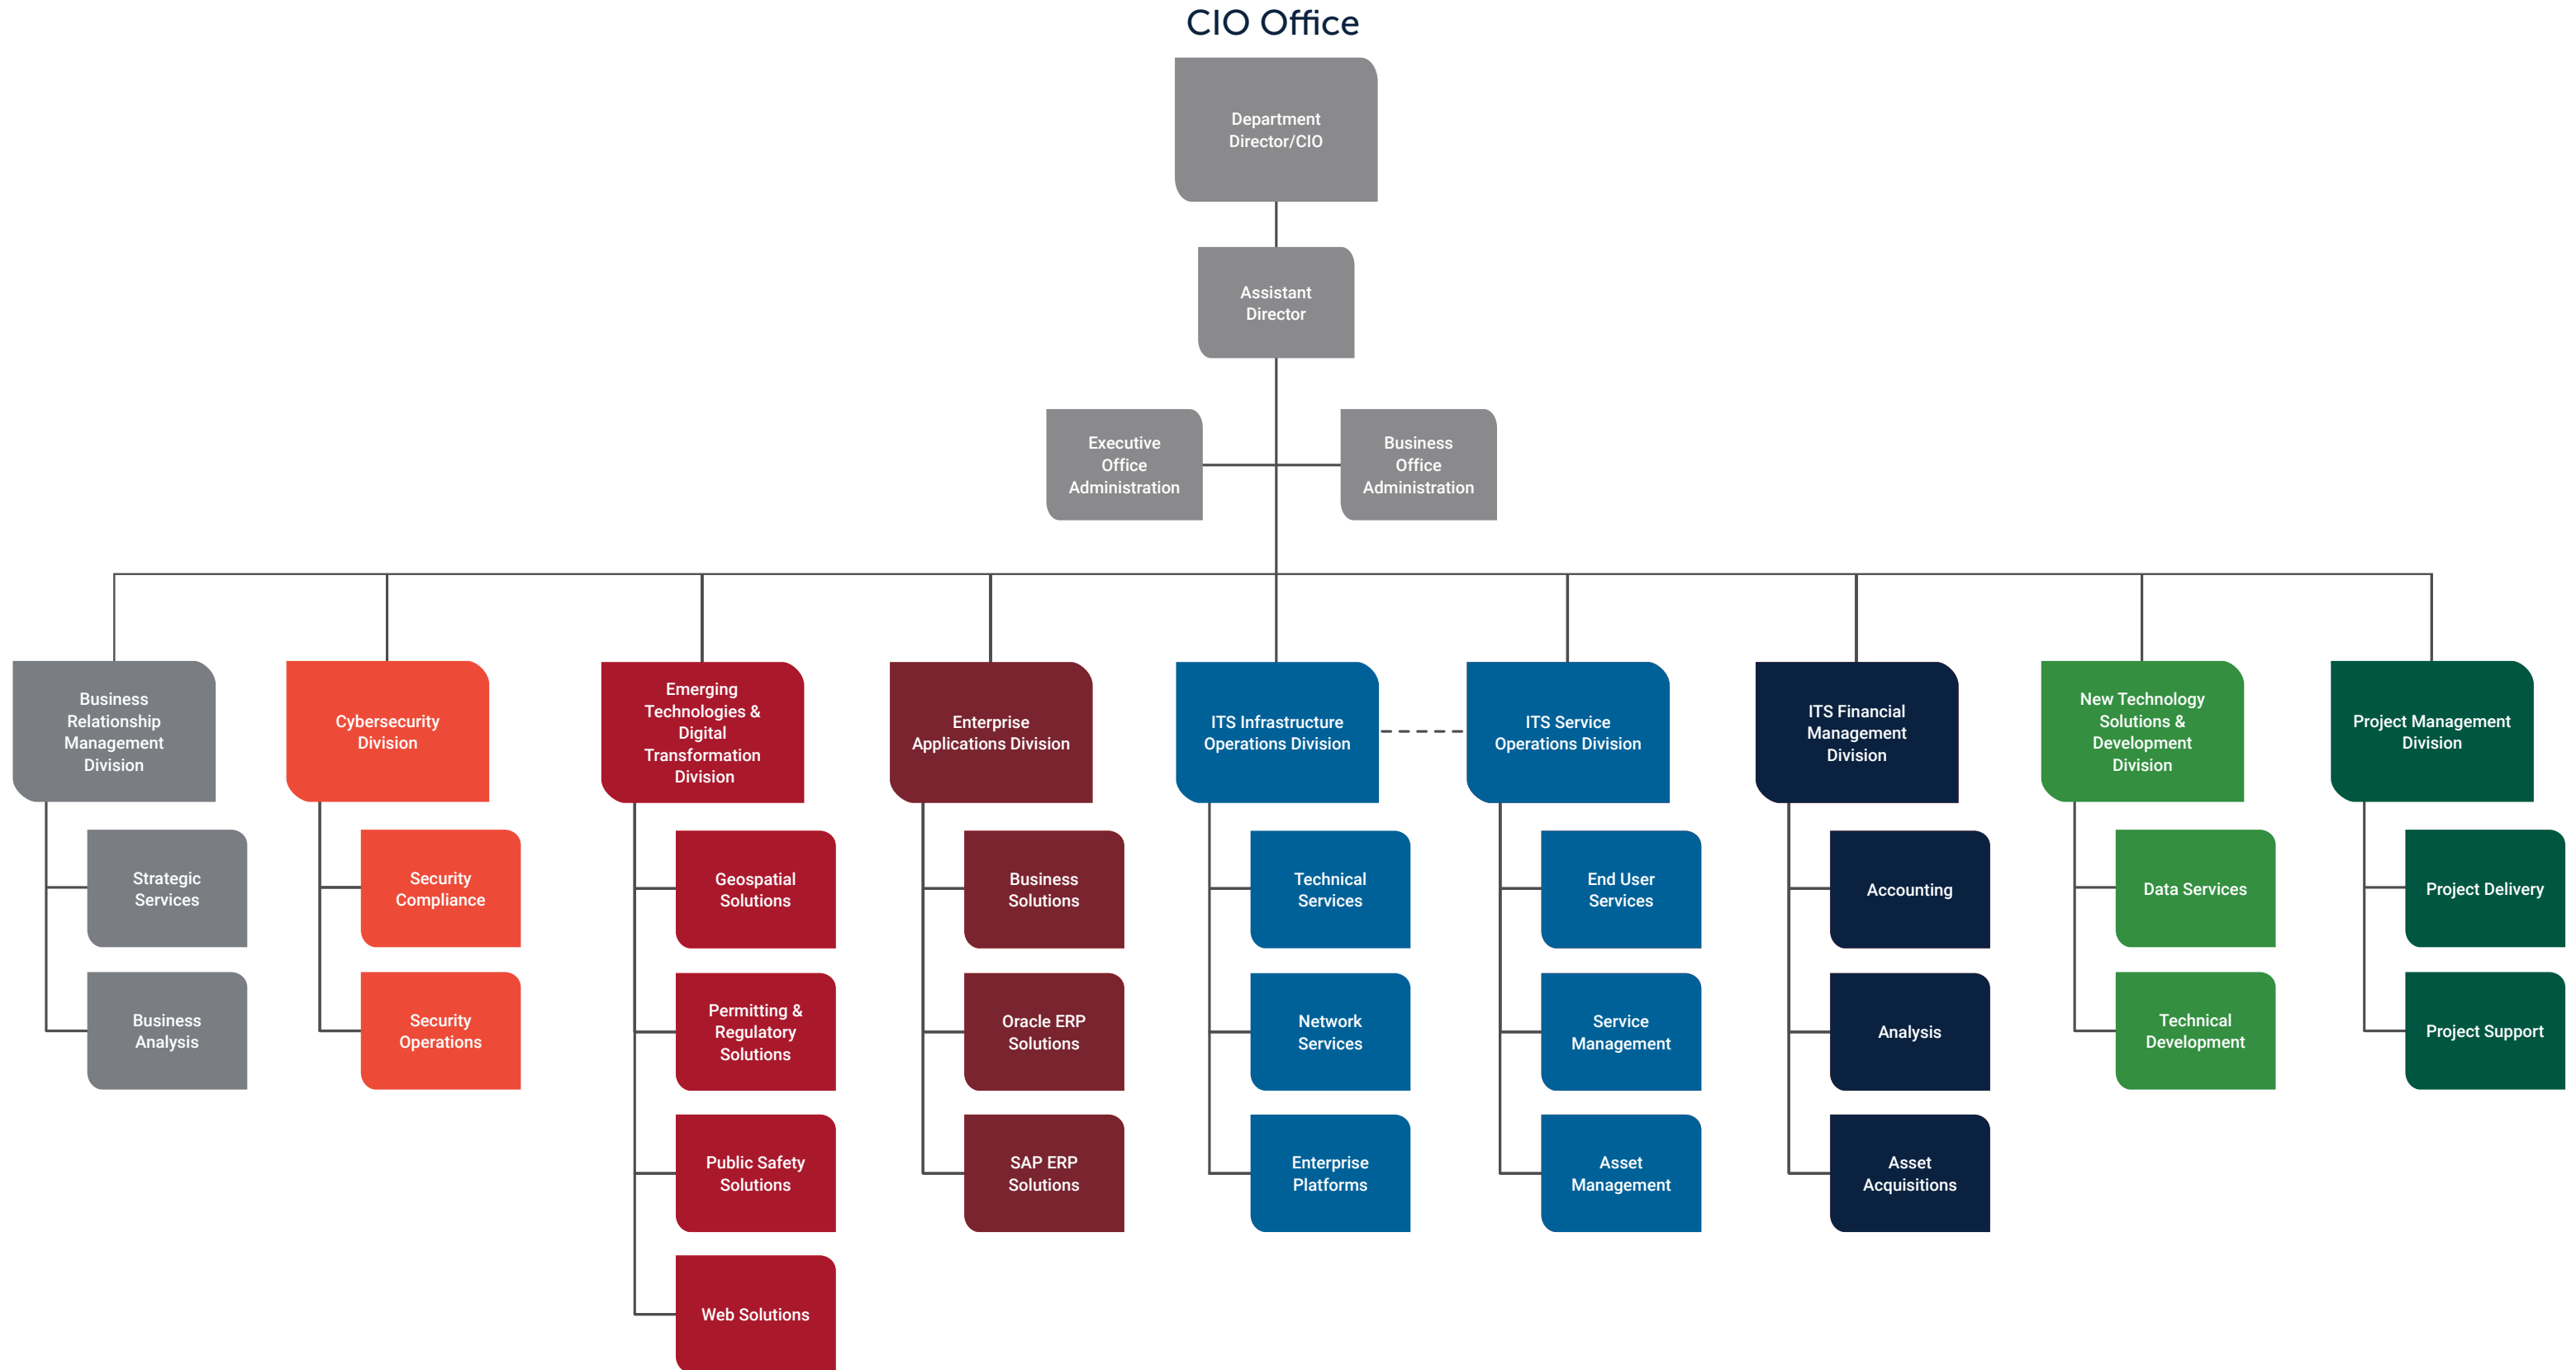 CIO Office
Department
Director/CIO
Assistant
Director
Executive
Office
Administration
Business
Office
Administration
Business
Relationship
Management
Division
Strategic
Services
Business
Analysis
Cybersecurity
Division
Security
Compliance
Security
Operations
Emerging
Technologies &
Digital
Transformation
Division
Geospatial
Solutions
Permitting &
Regulatory
Solutions
Public Safety
Solutions
Web Solutions
Enterprise
Applications Division
Business
Solutions
Oracle ERP
Solutions
SAP ERP
Solutions
ITS Infrastructure
Operations Division
Technical
Services
Network
Services
Enterprise
Platforms
ITS Service
Operations Division
End User
Services
Service
Management
Asset
Management
ITS Financial
Management
Division
Accounting
Analysis
Asset
Acquisitions
New Technology
Solutions &
Development
Division
Data Services
Technical
Development
Project Management
Division
Project Delivery
Project Support